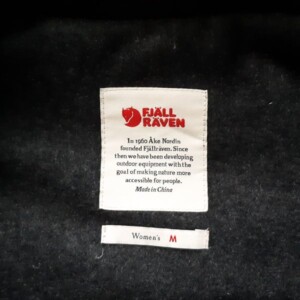 FJÄLL
RÄVEN
In 1960 Åke Nordin
founded Fjällräven. Since
then we have been developing
outdoor equipment with the
goal of making nature more
accessible for people.
Made in China
Women's M